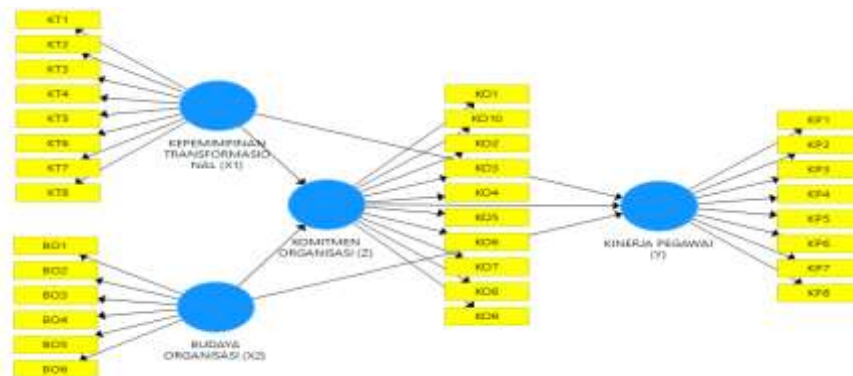 KT1
KT2
KT3
KT4
KT5
KT6
KT7
KT8
KEPEMIMPINAN
TRANSFORMASIO
NAL (X1)
BO1
BO2
BO3
BO4
BO5
BO6
BUDAYA
ORGANISASI (X2)
KOMITMEN
ORGANISASI (Z)
KO1
KO10
KO2
KO3
KO4
KO5
KO6
KO7
KO8
KO9
KINERJA PEGAWAI
(Y)
KP1
KP2
KP3
KP4
KP5
KP6
KP7
KP8